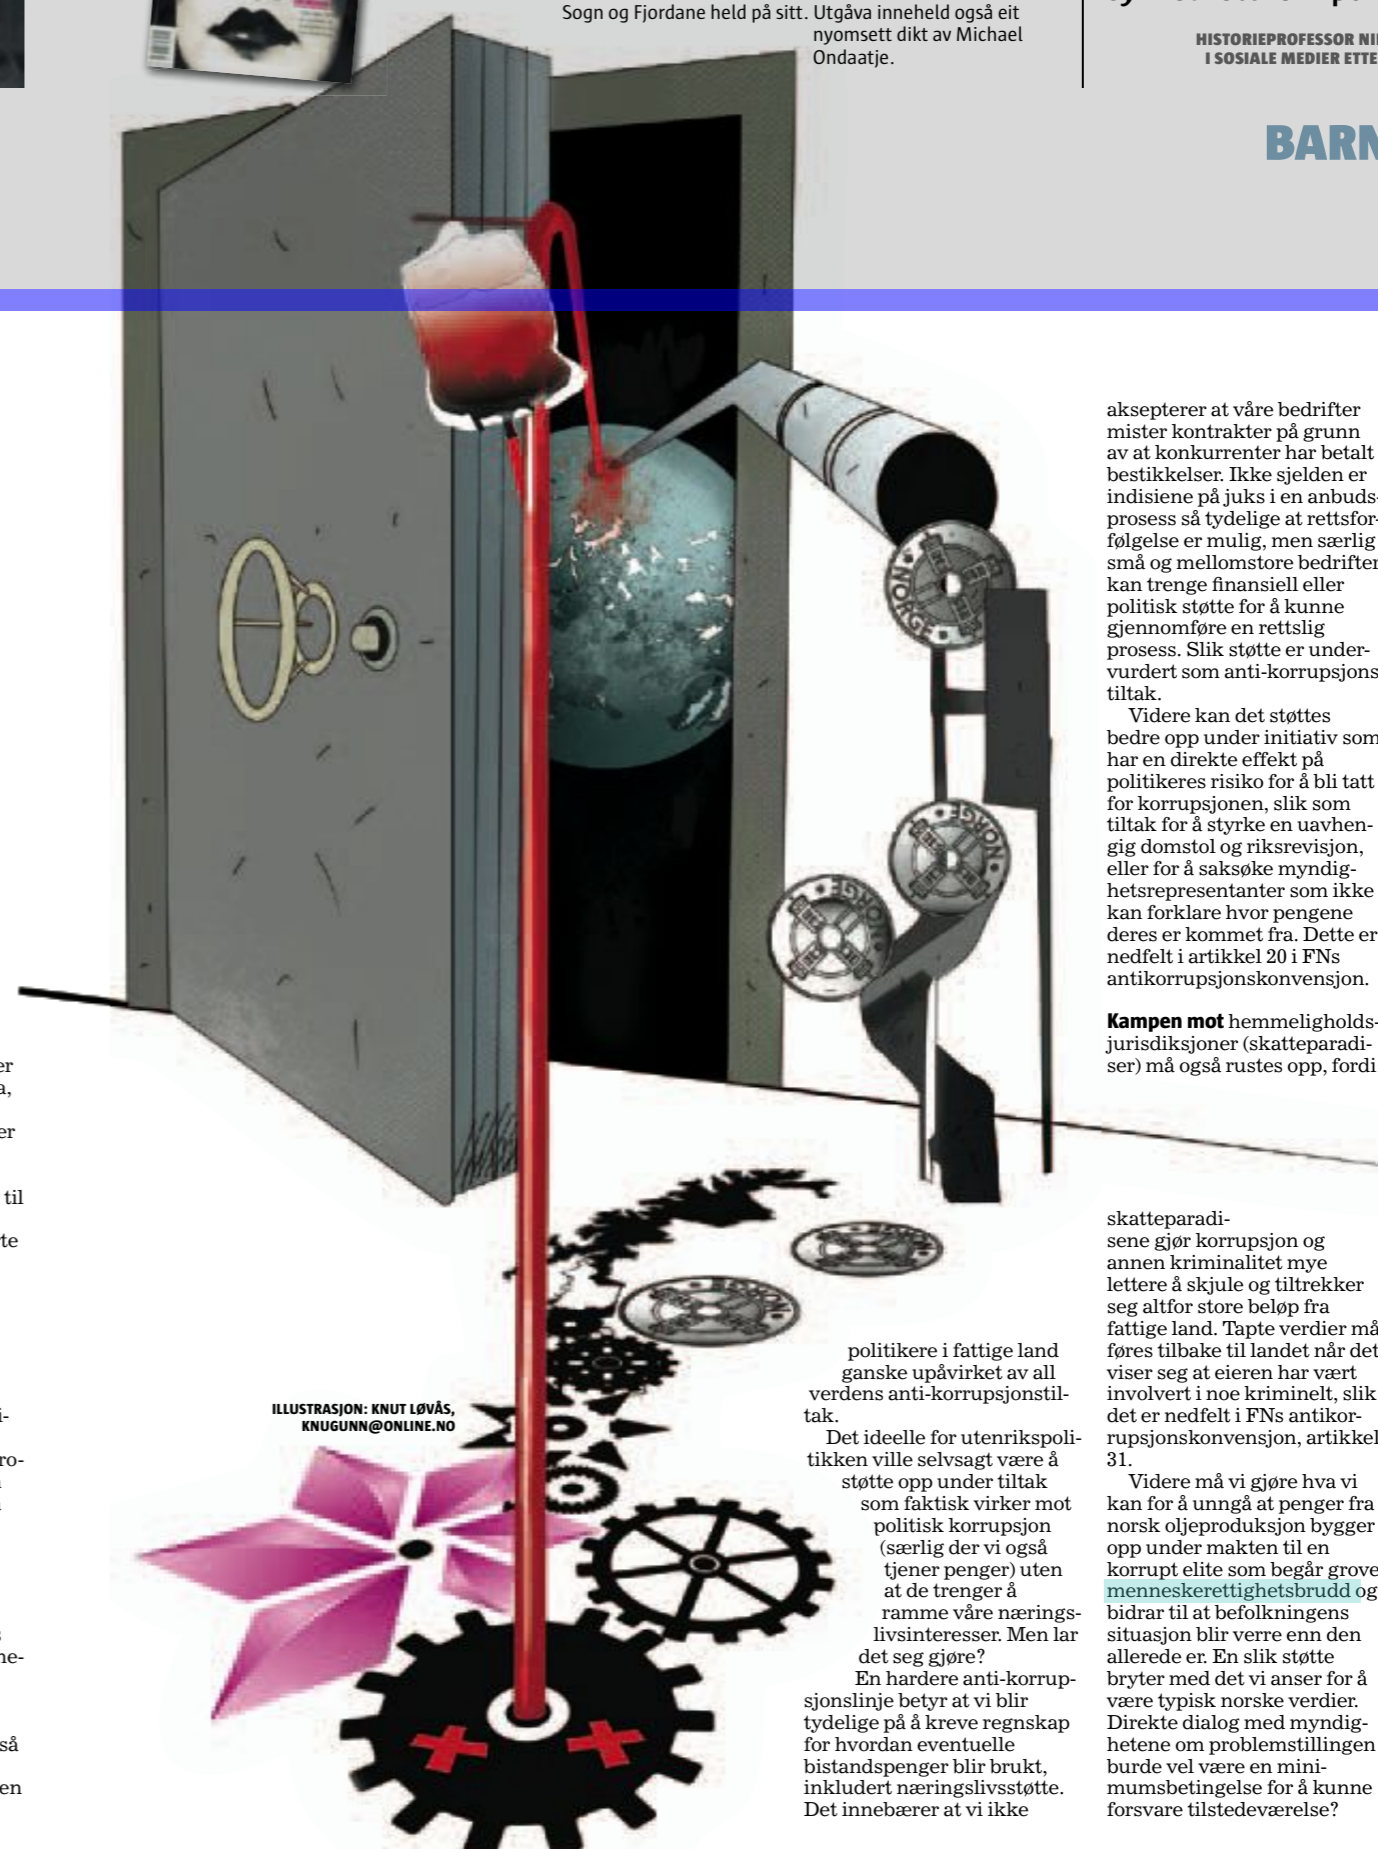 Sogn og Fjordane held på sitt. Utgåva inneheld også eit
nyomsett dikt av Michael
Ondaatje.
HISTORIEPROFESSOR
I SOSIALE MEDIER
BARN
er
a,
er
til
te
i-
ro-
ne-
så
en
ILLUSTRASJON: KNUT LØVÅS,
KNUGUNN@ONLINE.NO
NORGE
NORGE
NORGE
NORGE
NORGE
politikere i fattige land
ganske upåvirket av all
verdens anti-korrupsjonstil-
tak.
Det ideelle for utenrikspoli-
tikken ville selvsagt være å
støtte opp under tiltak
som faktisk virker mot
politisk korrupsjon
(særlig der vi også
tjener penger) uten
at de trenger å
ramme våre nærings-
livsinteresser. Men lar
det seg gjøre?
En hardere anti-korrup-
sjonslinje betyr at vi blir
tydelige på å kreve regnskap
for hvordan eventuelle
bistandspenger blir brukt,
inkludert næringslivsstøtte.
Det innebærer at vi ikke
aksepterer at våre bedrifter
mister kontrakter på grunn
av at konkurrenter har betalt
bestikkelser. Ikke sjelden er
indisiene på juks i en anbuds-
prosess så tydelige at rettsfor-
følgelse er mulig, men særlig
små og mellomstore bedrifter
kan trenge finansiell eller
politisk støtte for å kunne
gjennomføre en rettslig
prosess. Slik støtte er under-
vurdert som anti-korrupsjons
tiltak.
Videre kan det støttes
bedre opp under initiativ som
har en direkte effekt på
politikeres risiko for å bli tatt
for korrupsjonen, slik som
tiltak for å styrke en uavhen-
gig domstol og riksrevisjon,
eller for å saksøke myndig-
hetsrepresentanter som ikke
kan forklare hvor pengene
deres er kommet fra. Dette er
nedfelt i artikkel 20 i FNs
antikorrupsjonskonvensjon.
Kampen mot hemmeligholds-
jurisdiksjoner (skatteparadi-
ser) må også rustes opp, fordi
skatteparadi-
sene gjør korrupsjon og
annen kriminalitet mye
lettere å skjule og tiltrekker
seg altfor store beløp fra
fattige land. Tapte verdier må
føres tilbake til landet når det
viser seg at eieren har vært
involvert i noe kriminelt, slik
det er nedfelt i FNs antikor-
rupsjonskonvensjon, artikkel
31.
Videre må vi gjøre hva vi
kan for å unngå at penger fra
norsk oljeproduksjon bygger
opp under makten til en
korrupt elite som begår grove
menneskerettighetsbrudd og
bidrar til at befolkningens
situasjon blir verre enn den
allerede er. En slik støtte
bryter med det vi anser for å
være typisk norske verdier.
Direkte dialog med myndig-
hetene om problemstillingen
burde vel være en mini-
mumsbetingelse for å kunne
forsvare tilstedeværelse?